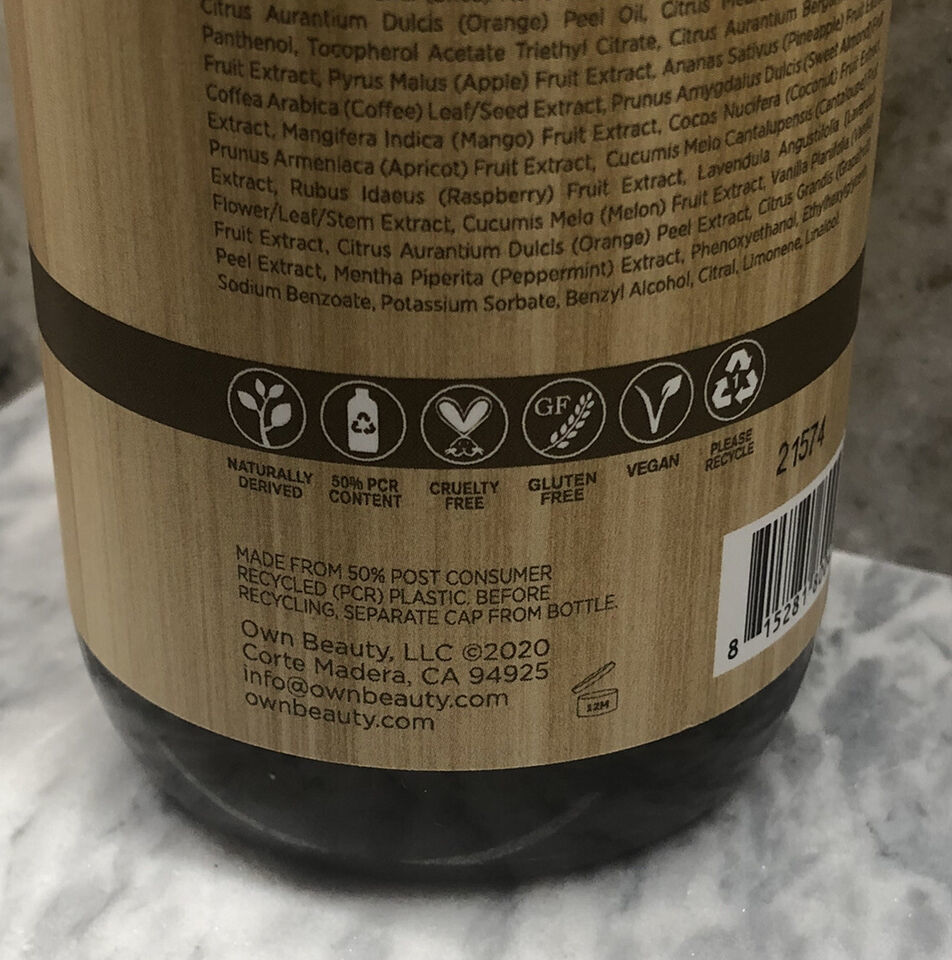 Citrus Aurantium Dulcis (Orange) Peel Oil, Citrus
Panthenol, Tocopherol Acetate Triethyl Citrate, Citrus Aurantium
Fruit Extract, Pyrus Malus (Apple) Fruit Extract, Ananas Sativus (Pineapple) Fruit
Coffea Arabica (Coffee) Leaf/Seed Extract, Prunus Amygdalus Dulcis (Sweet Almond) Fruit
Extract, Mangifera Indica (Mango) Fruit Extract, Cocos Nucifera (Coconut) Fruit Extract
Prunus Armeniaca (Apricot) Fruit Extract, Cucumis Melo Cantalupensis (Cantaloupe) Fruit
Extract, Rubus Idaeus (Raspberry) Fruit Extract, Lavendula Angustifolia (Lavender)
Flower/Leaf/Stem Extract, Cucumis Melo (Melon) Fruit Extract, Vanilla Planifolia (Vanilla)
Fruit Extract, Citrus Aurantium Dulcis (Orange) Peel Extract, Citrus Grandis (Grapefruit)
Peel Extract, Mentha Piperita (Peppermint) Extract, Phenoxyethanol, Ethylhexylglycerin,
Sodium Benzoate, Potassium Sorbate, Benzyl Alcohol, Citral, Limonene, Linalool
GF
1
NATURALLY DERIVED
50% PCR CONTENT
CRUELTY FREE
GLUTEN FREE
VEGAN
PLEASE RECYCLE
21574
MADE FROM 50% POST CONSUMER
RECYCLED (PCR) PLASTIC. BEFORE
RECYCLING, SEPARATE CAP FROM BOTTLE.
Own Beauty, LLC ©2020
Corte Madera, CA 94925
info@ownbeauty.com
ownbeauty.com
12M
8 15281